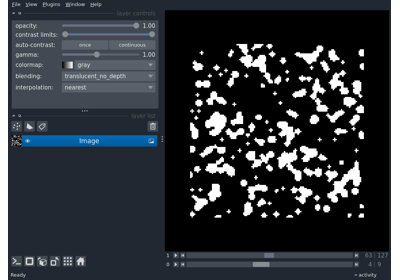 File View Plugins Window Help
layer controls
opacity: 1.00
contrast limits:
auto-contrast: once continuous
gamma: 1.00
colormap: gray
blending: translucent_no_depth
interpolation: nearest
layer list
Image
1 63 127
0 4 9
Ready activity